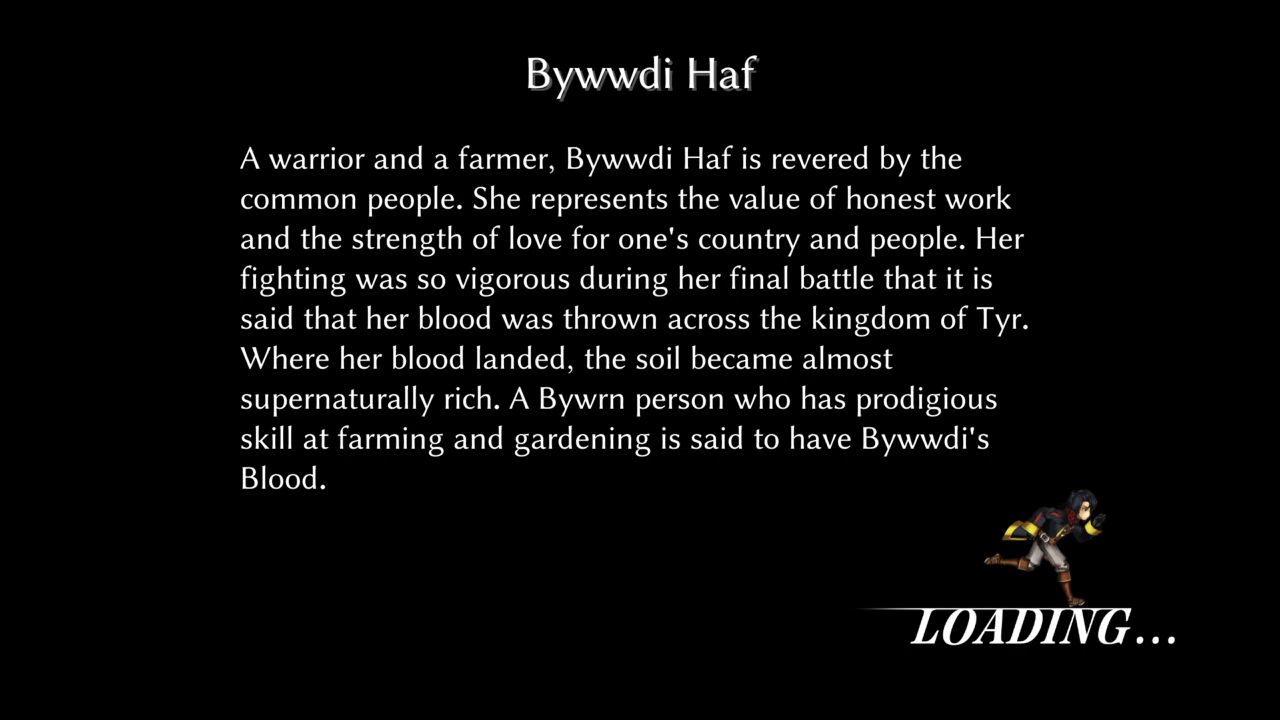 Bywwdi Haf
A warrior and a farmer, Bywwdi Haf is revered by the
common people. She represents the value of honest work
and the strength of love for one's country and people. Her
fighting was so vigorous during her final battle that it is
said that her blood was thrown across the kingdom of Tyr.
Where her blood landed, the soil became almost
supernaturally rich. A Bywrn person who has prodigious
skill at farming and gardening is said to have Bywwdi's
Blood.
LOADING...